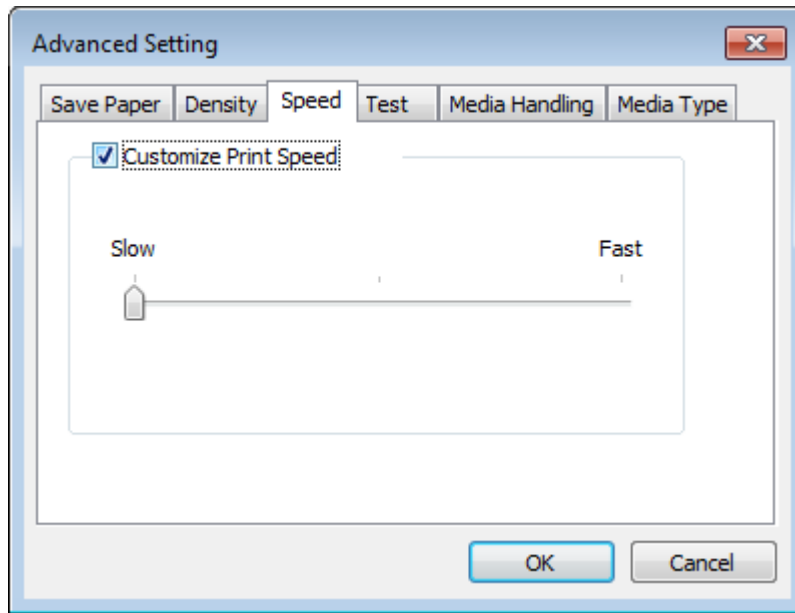 Advanced Setting
Save Paper Density Speed Test Media Handling Media Type
Customize Print Speed
Slow Fast
OK Cancel